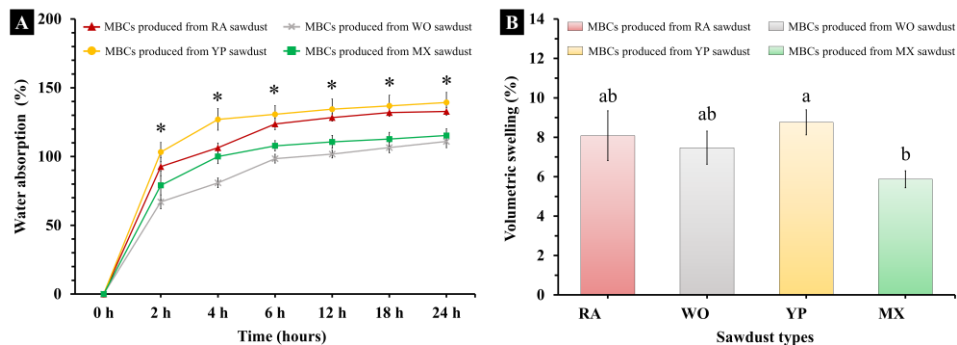 A
MBCs produced from RA sawdust
MBCs produced from WO sawdust
MBCs produced from YP sawdust
MBCs produced from MX sawdust
Water absorption (%)
200
150
100
50
0
* * * * * *
0 h 2 h 4 h 6 h 12 h 18 h 24 h
Time (hours)
B
MBCs produced from RA sawdust
MBCs produced from WO sawdust
MBCs produced from YP sawdust
MBCs produced from MX sawdust
Volumetric swelling (%)
14
12
10
8
6
4
2
0
ab ab a b
RA WO YP MX
Sawdust types